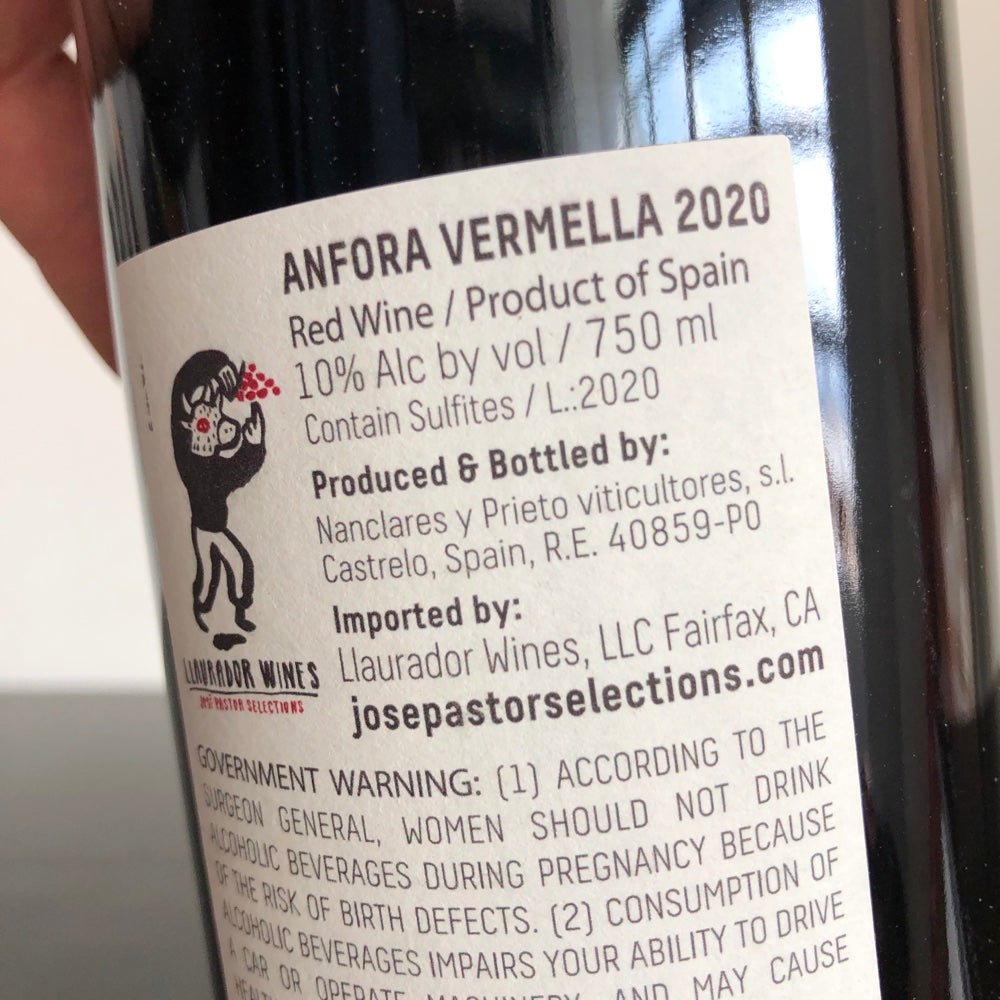 ANFORA VERMELLA 2020
Red Wine / Product of Spain
10% Alc by vol / 750 ml
Contain Sulfites / L.:2020
Produced & Bottled by:
Nanclares y Prieto viticultores, s.l.
Castrelo, Spain, R.E. 40859-PO
Imported by:
Llaurador Wines, LLC Fairfax, CA
josepastorselections.com
LLAURADOR WINES
JOSÉ PASTOR SELECTIONS
GOVERNMENT WARNING: (1) ACCORDING TO THE
SURGEON GENERAL, WOMEN SHOULD NOT DRINK
ALCOHOLIC BEVERAGES DURING PREGNANCY BECAUSE
OF THE RISK OF BIRTH DEFECTS. (2) CONSUMPTION OF
ALCOHOLIC BEVERAGES IMPAIRS YOUR ABILITY TO DRIVE
A CAR OR OPERATE MACHINERY, AND MAY CAUSE